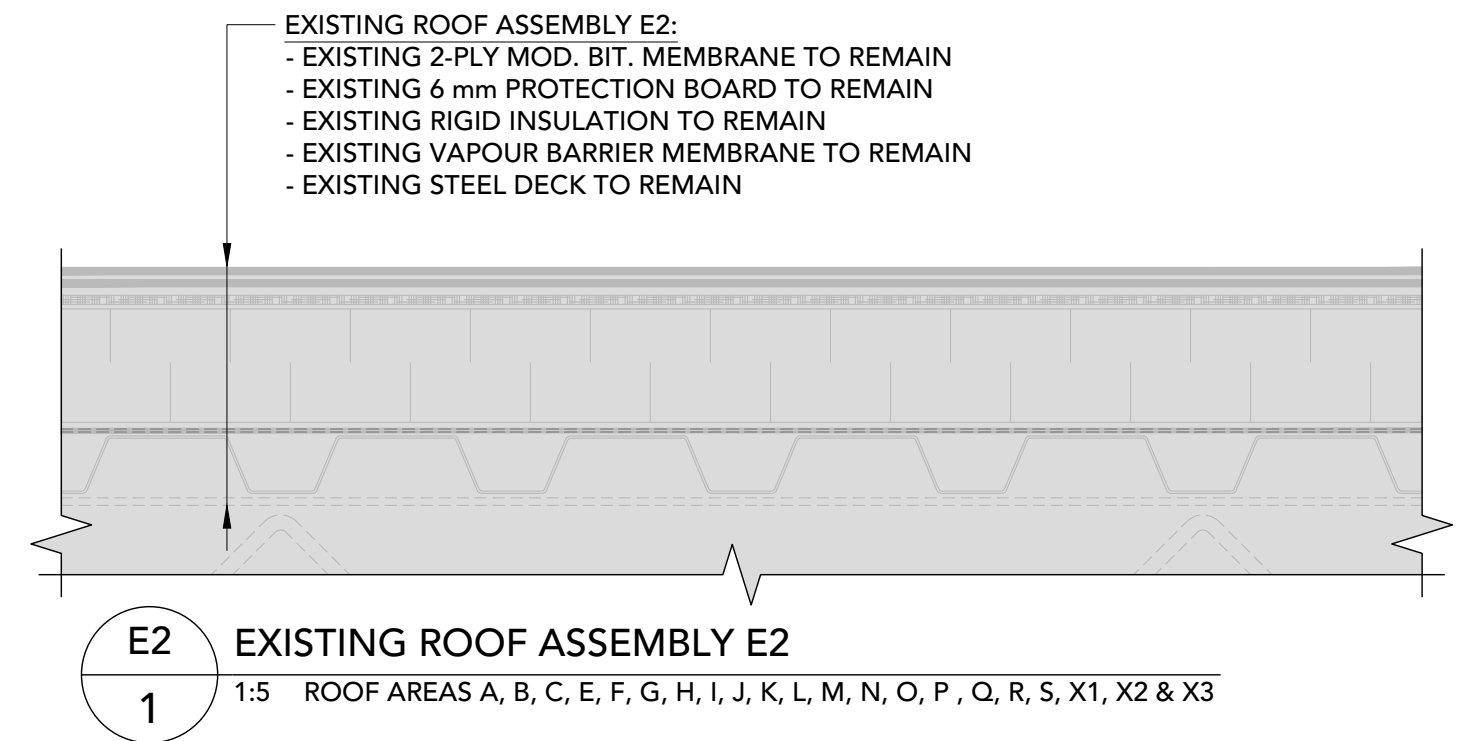 EXISTING ROOF ASSEMBLY E2:
- EXISTING 2-PLY MOD. BIT. MEMBRANE TO REMAIN
- EXISTING 6 mm PROTECTION BOARD TO REMAIN
- EXISTING RIGID INSULATION TO REMAIN
- EXISTING VAPOUR BARRIER MEMBRANE TO REMAIN
- EXISTING STEEL DECK TO REMAIN
E2
EXISTING ROOF ASSEMBLY E2
1
1:5 ROOF AREAS A, B, C, E, F, G, H, I, J, K, L, M, N, O, P , Q, R, S, X1, X2 & X3